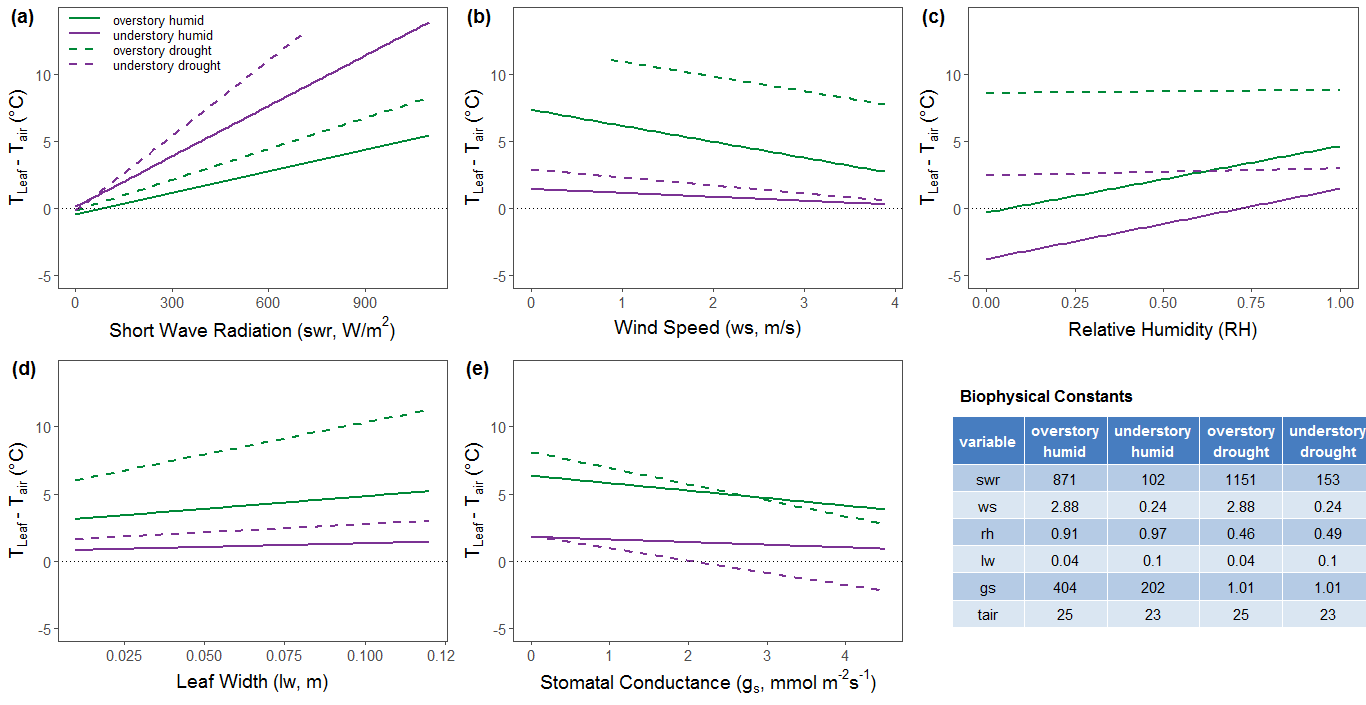 (a)
overstory humid
understory humid
overstory drought
understory drought
10
5
0
-5
T_Leaf - T_air (°C)
0 300 600 900
Short Wave Radiation (swr, W/m²)
(b)
10
5
0
-5
T_Leaf - T_air (°C)
0 1 2 3 4
Wind Speed (ws, m/s)
(c)
10
5
0
-5
T_Leaf - T_air (°C)
0.00 0.25 0.50 0.75 1.00
Relative Humidity (RH)
(d)
10
5
0
-5
T_Leaf - T_air (°C)
0.025 0.050 0.075 0.100 0.12
Leaf Width (lw, m)
(e)
10
5
0
-5
T_Leaf - T_air (°C)
0 1 2 3 4
Stomatal Conductance (g_s, mmol m⁻²s⁻¹)
Biophysical Constants
variable overstory humid understory humid overstory drought understory drought
swr 871 102 1151 153
ws 2.88 0.24 2.88 0.24
rh 0.91 0.97 0.46 0.49
lw 0.04 0.1 0.04 0.1
gs 404 202 1.01 1.01
tair 25 23 25 23